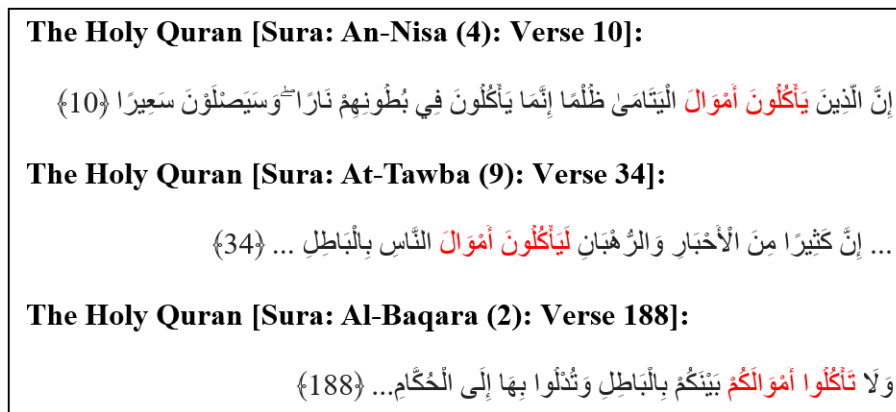 The Holy Quran [Sura: An-Nisa (4): Verse 10]:
إِنَّ الَّذِينَ يَأْكُلُونَ أَمْوَالَ الْيَتَامَىٰ ظُلْمًا إِنَّمَا يَأْكُلُونَ فِي بُطُونِهِمْ نَارًا ۖ وَسَيَصْلَوْنَ سَعِيرًا ﴿10﴾
The Holy Quran [Sura: At-Tawba (9): Verse 34]:
... إِنَّ كَثِيرًا مِنَ الْأَحْبَارِ وَالرُّهْبَانِ لَيَأْكُلُونَ أَمْوَالَ النَّاسِ بِالْبَاطِلِ ... ﴿34﴾
The Holy Quran [Sura: Al-Baqara (2): Verse 188]:
وَلَا تَأْكُلُوا أَمْوَالَكُمْ بَيْنَكُمْ بِالْبَاطِلِ وَتُدْلُوا بِهَا إِلَى الْحُكَّامِ... ﴿188﴾